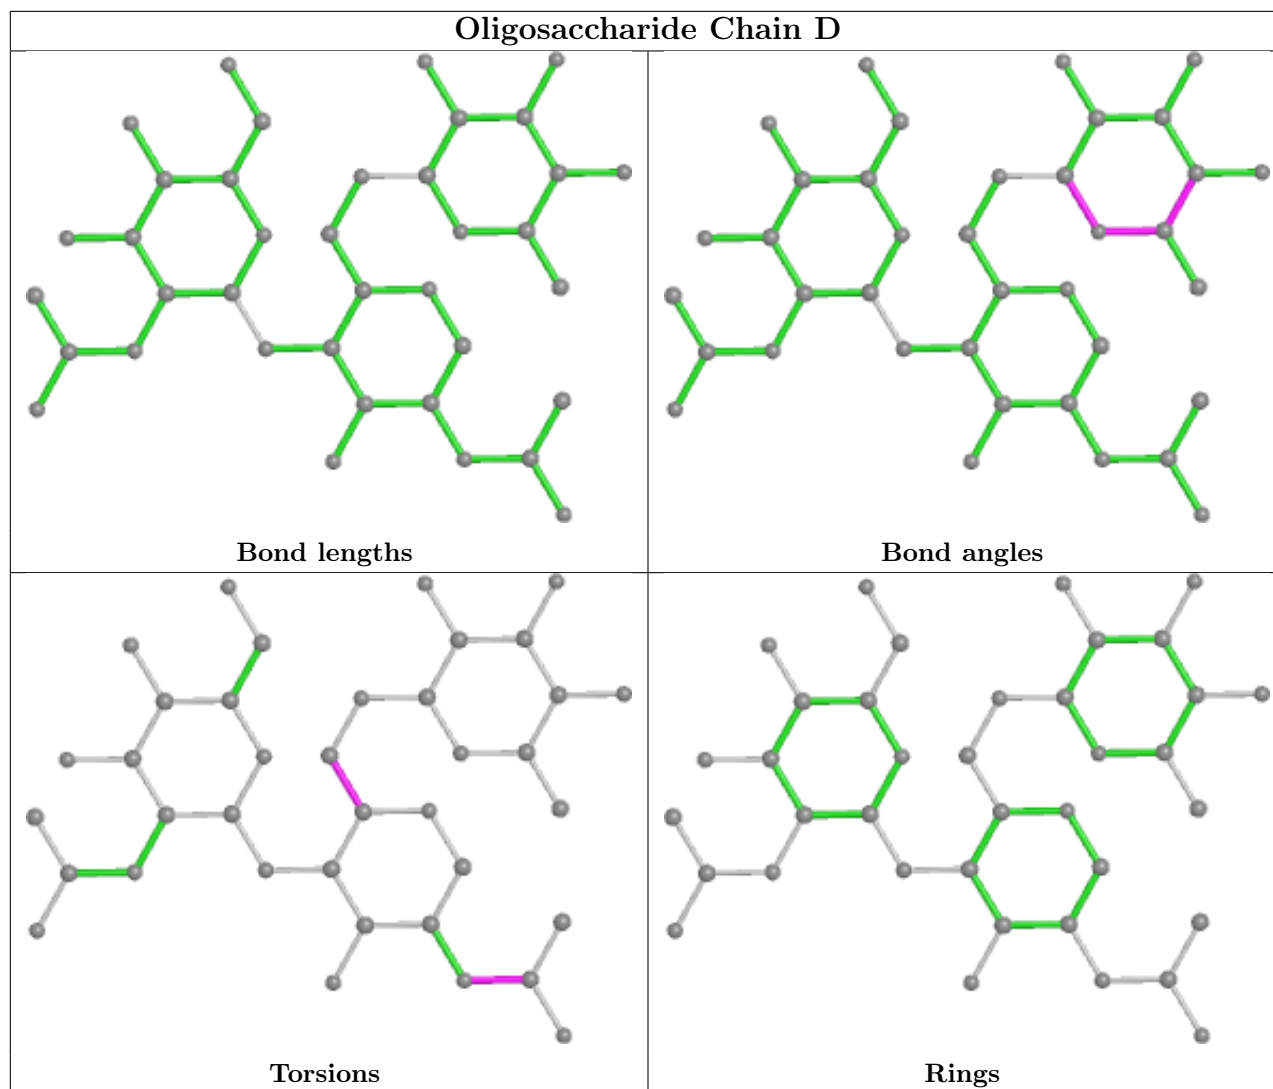 Oligosaccharide Chain D
Bond lengths
Bond angles
Torsions
Rings